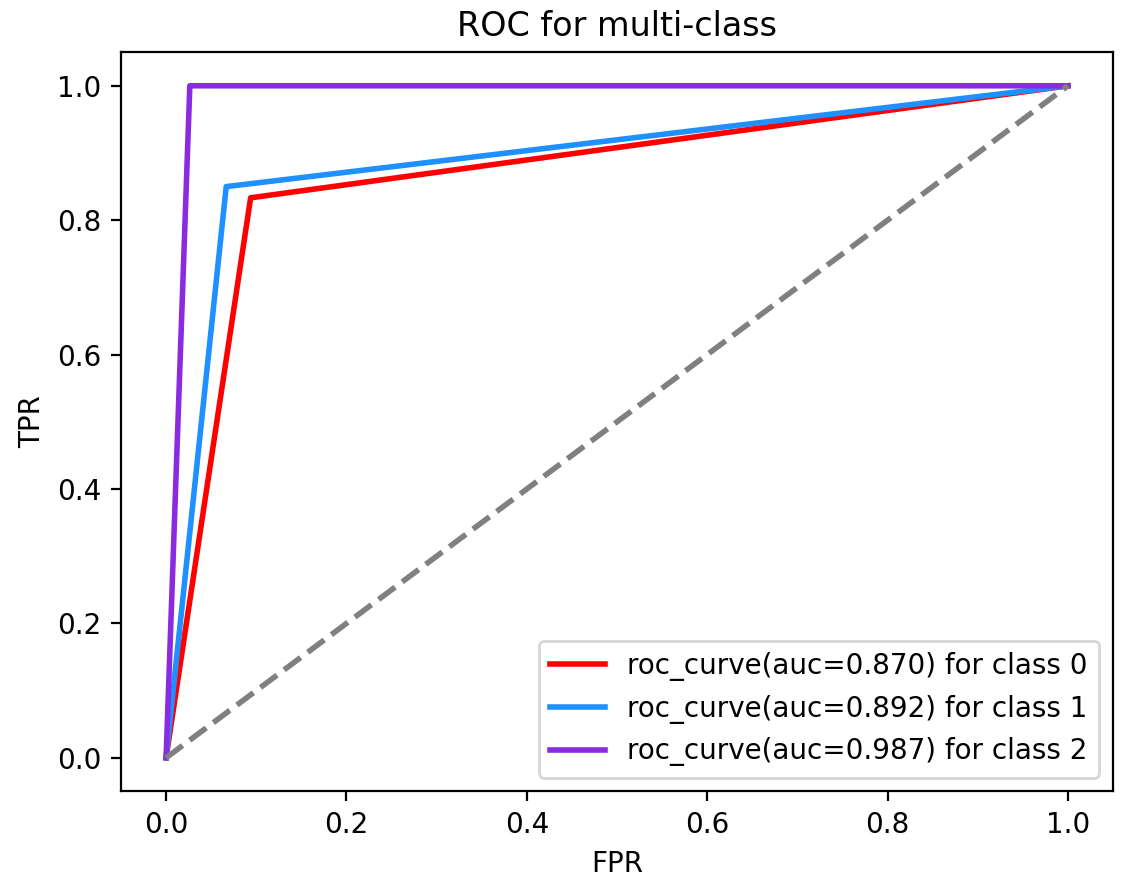 ROC for multi-class
1.0
0.8
0.6
0.4
0.2
0.0
TPR
roc_curve(auc=0.870) for class 0
roc_curve(auc=0.892) for class 1
roc_curve(auc=0.987) for class 2
0.0 0.2 0.4 0.6 0.8 1.0
FPR